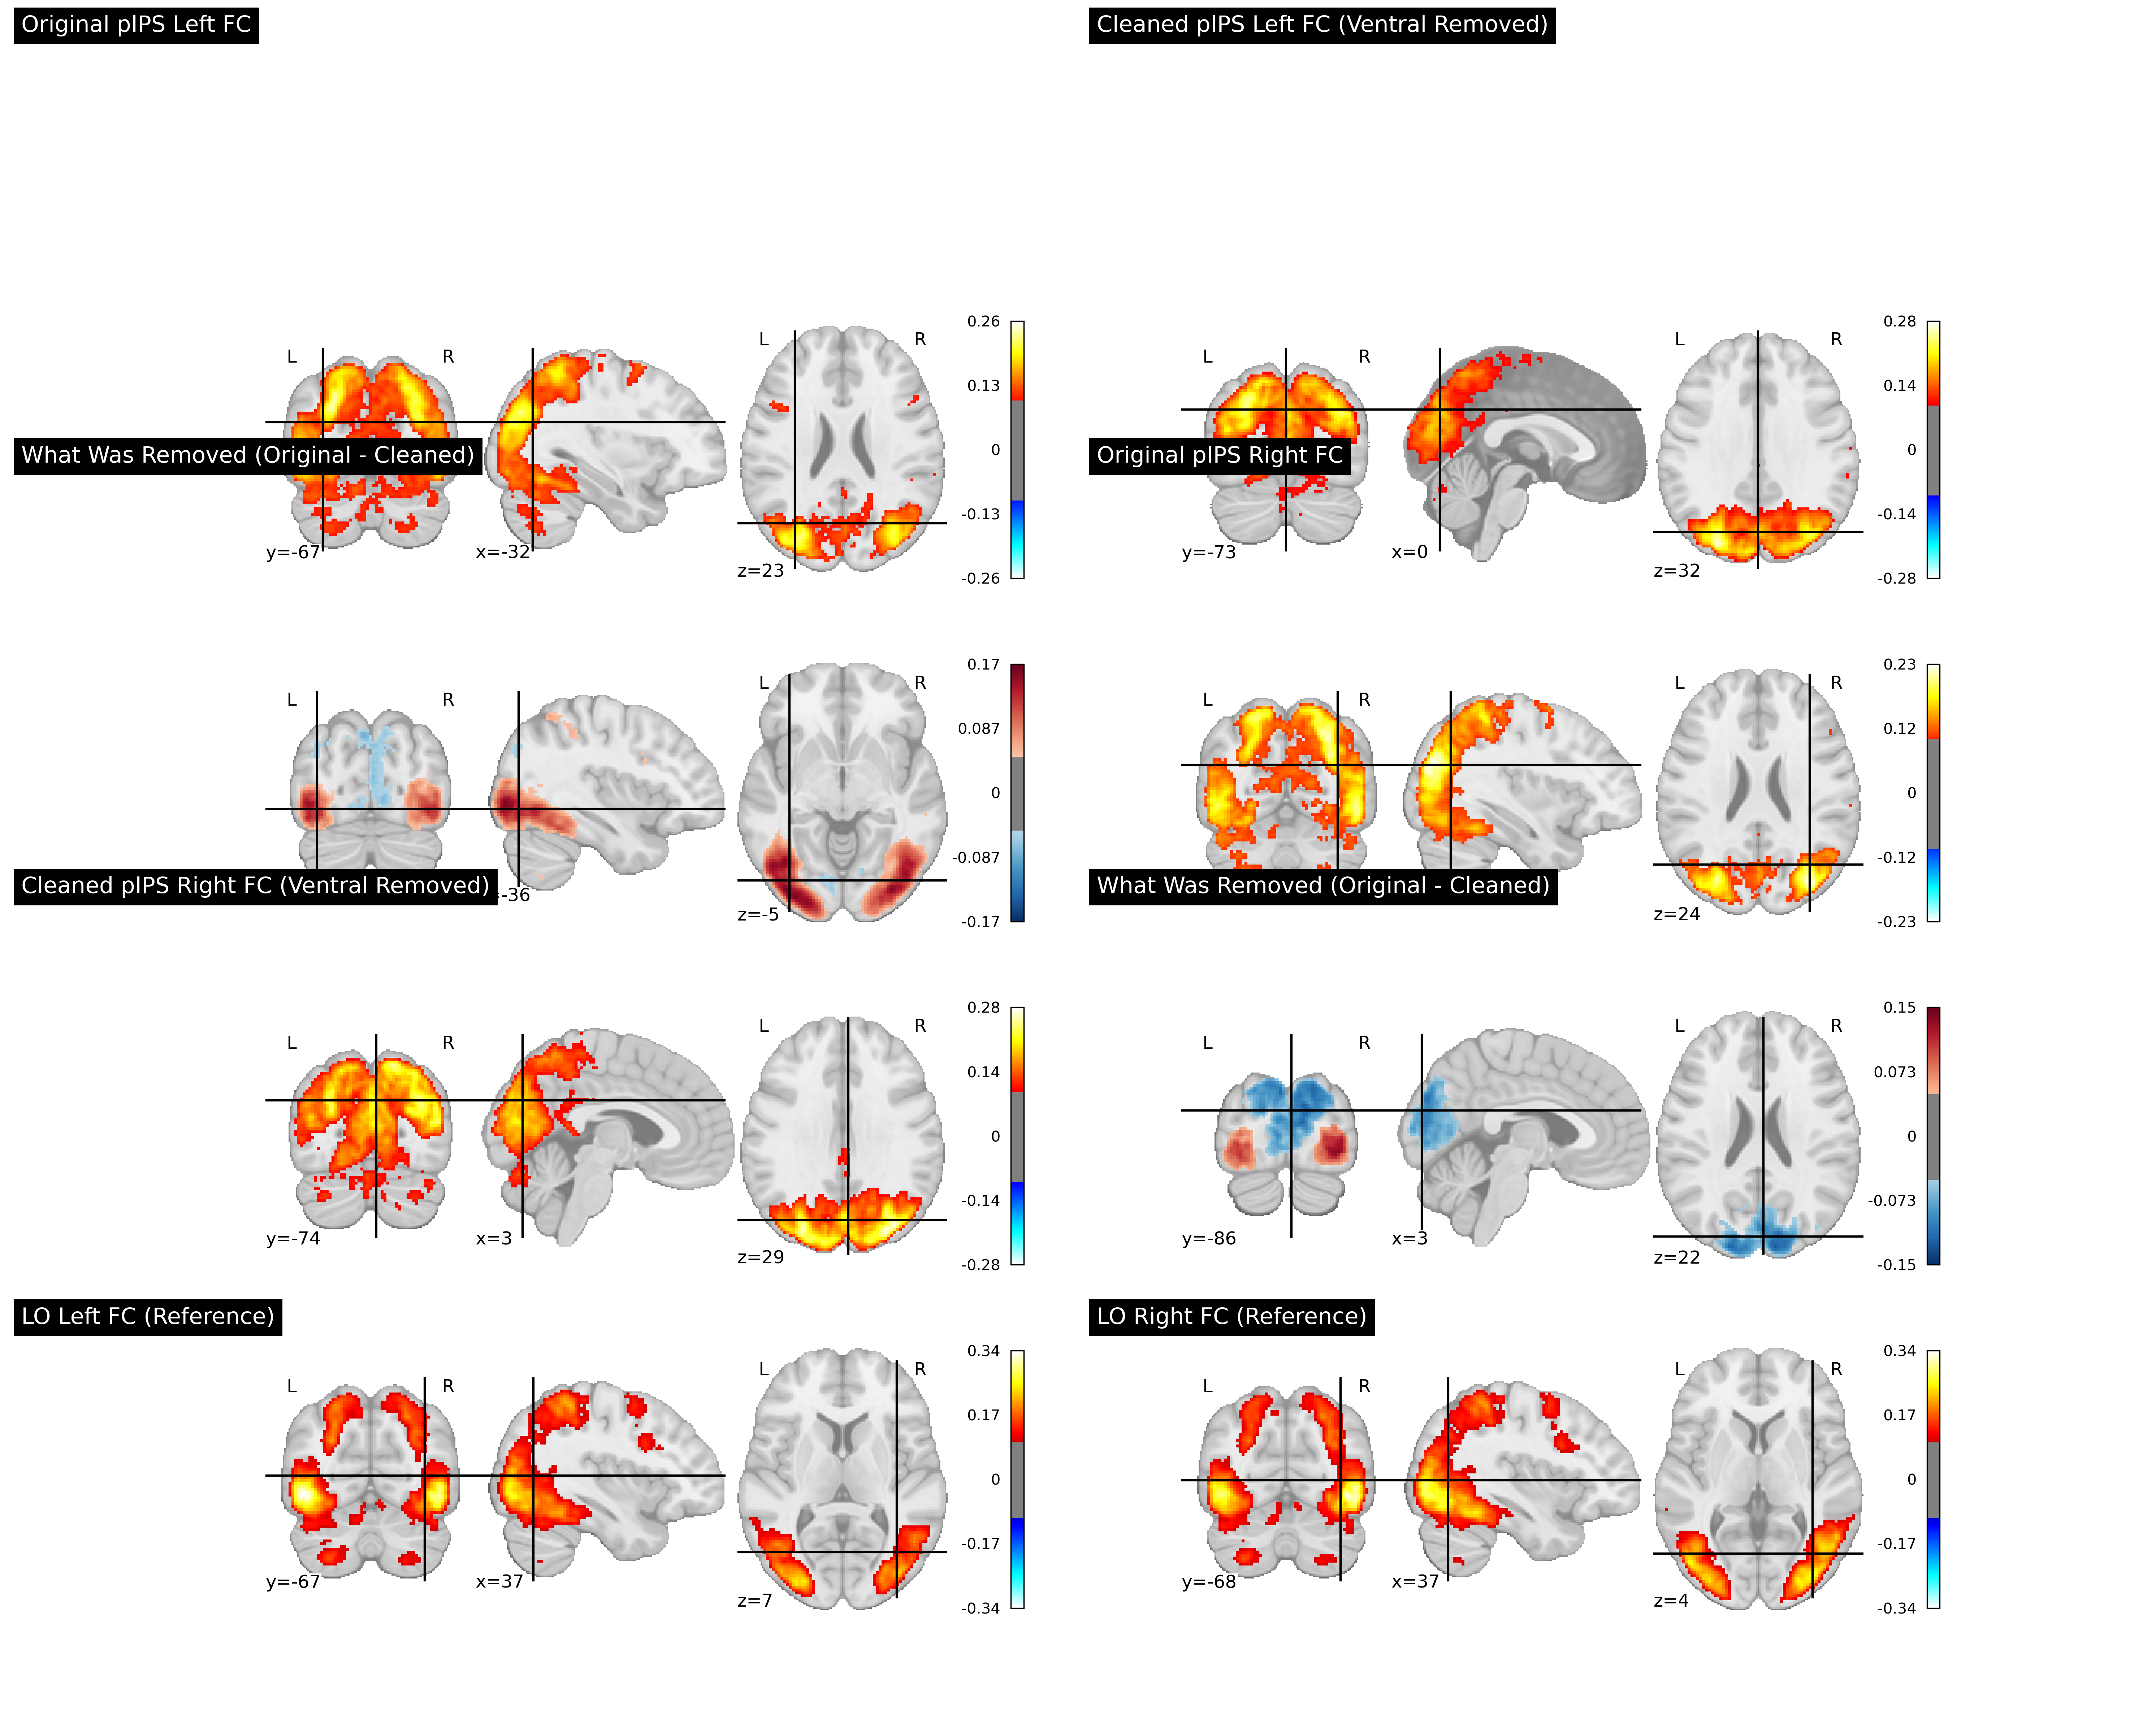 Original pIPS Left FC
Cleaned pIPS Left FC (Ventral Removed)
L R L R 0.26 0.13 0 -0.13 -0.26
y=-67 x=-32 z=23
L R L R 0.28 0.14 0 -0.14 -0.28
y=-73 x=0 z=32
What Was Removed (Original - Cleaned)
Original pIPS Right FC
L R L R 0.17 0.087 0 -0.087 -0.17
-36 z=-5
L R L R 0.23 0.12 0 -0.12 -0.23
z=24
Cleaned pIPS Right FC (Ventral Removed)
What Was Removed (Original - Cleaned)
L R L R 0.28 0.14 0 -0.14 -0.28
y=-74 x=3 z=29
L R L R 0.15 0.073 0 -0.073 -0.15
y=-86 x=3 z=22
LO Left FC (Reference)
LO Right FC (Reference)
L R L R 0.34 0.17 0 -0.17 -0.34
y=-67 x=37 z=7
L R L R 0.34 0.17 0 -0.17 -0.34
y=-68 x=37 z=4